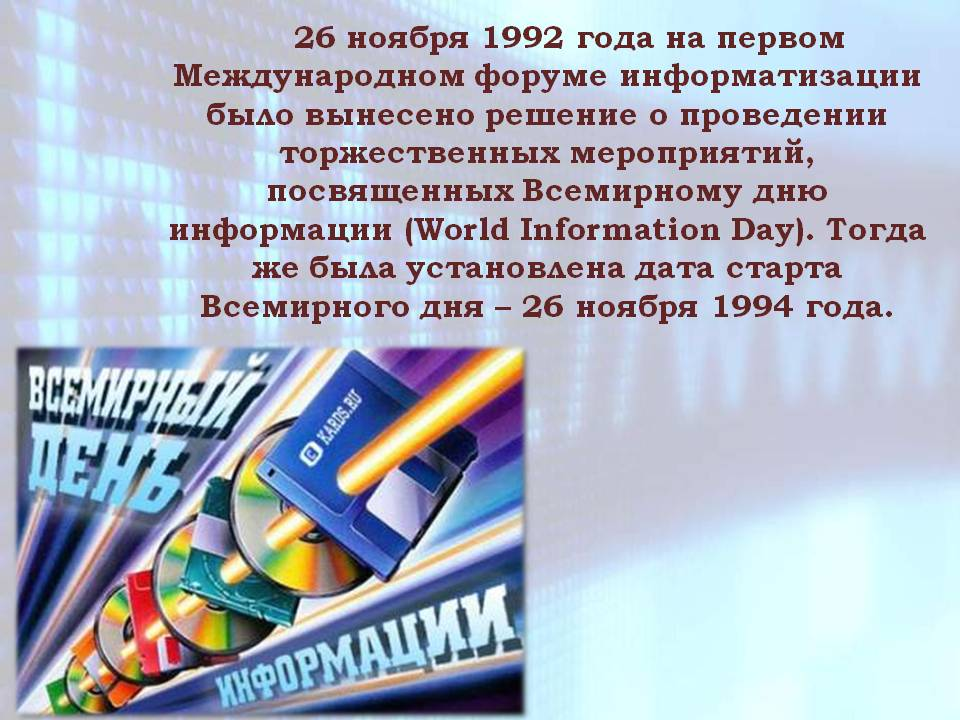 26 ноября 1992 года на первом
Международном форуме информатизации
было вынесено решение о проведении
торжественных мероприятий,
посвященных Всемирному дню
информации (World Information Day). Тогда
же была установлена дата старта
Всемирного дня – 26 ноября 1994 года.
ВСЕМИРНЫЙ
ДЕНЪ
C KARDS.RU
ИНФОРМАЦИИ